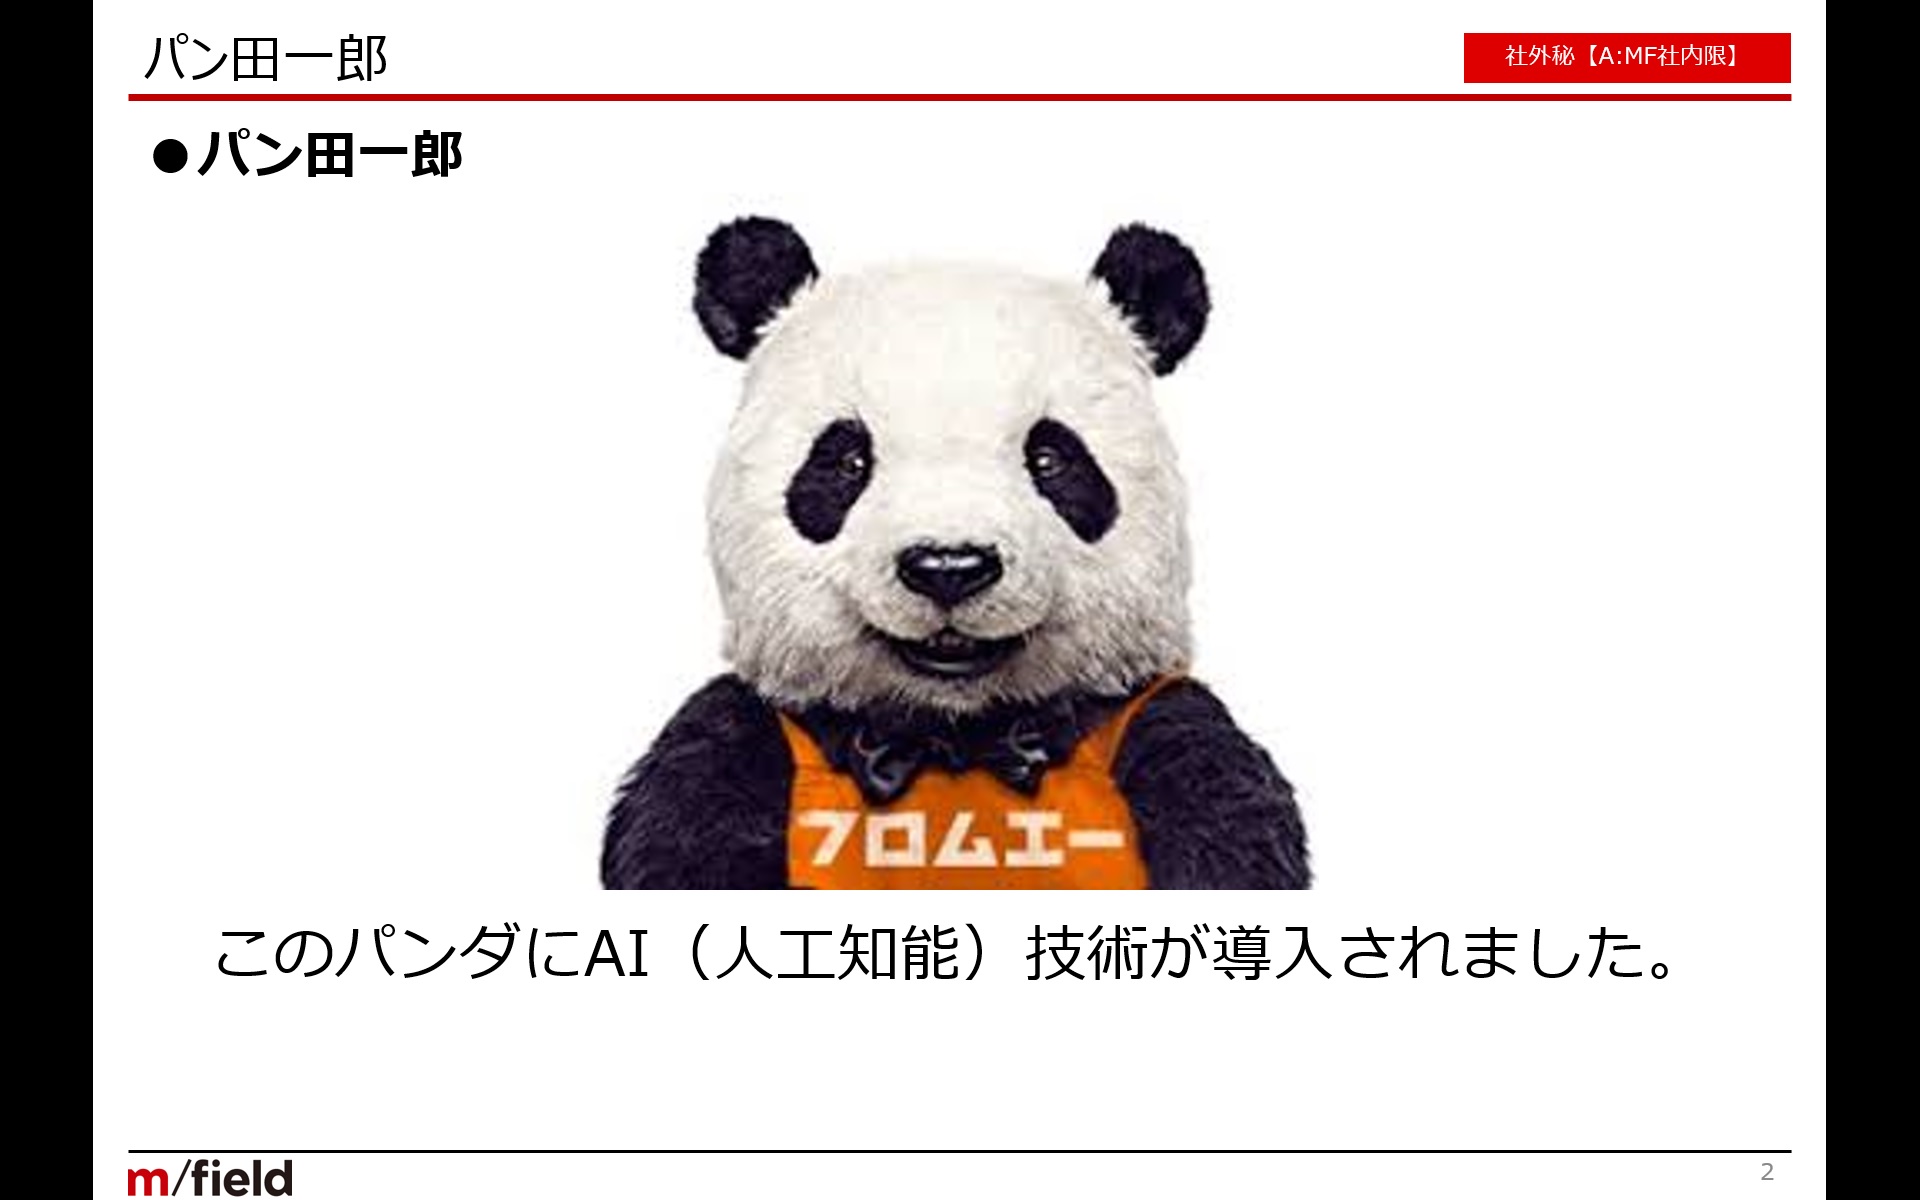 パン田一郎
社外秘【A:MF社内限】
●パン田一郎
フロムエー
このパンダにAI（人工知能）技術が導入されました。
m/field
2